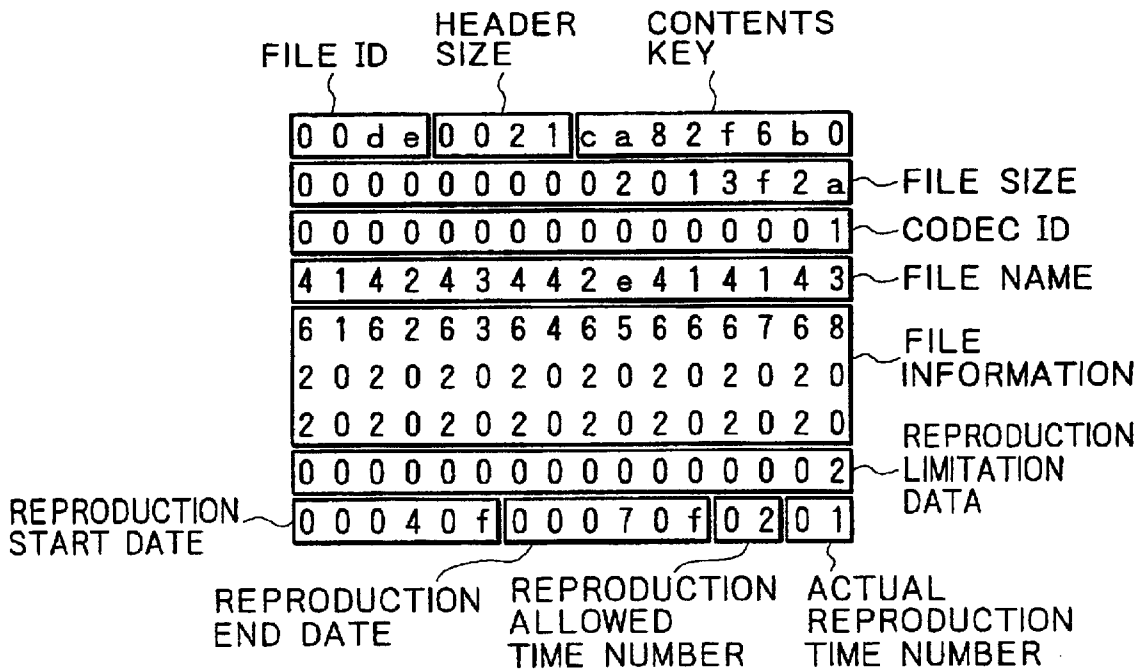 FILE ID
HEADER
SIZE
CONTENTS
KEY
0 0 d e 0 0 2 1 c a 8 2 f 6 b 0
0 0 0 0 0 0 0 0 0 2 0 1 3 f 2 a
FILE SIZE
0 0 0 0 0 0 0 0 0 0 0 0 0 0 0 1
CODEC ID
4 1 4 2 4 3 4 4 2 e 4 1 4 1 4 3
FILE NAME
6 1 6 2 6 3 6 4 6 5 6 6 6 7 6 8
2 0 2 0 2 0 2 0 2 0 2 0 2 0 2 0
2 0 2 0 2 0 2 0 2 0 2 0 2 0 2 0
FILE
INFORMATION
0 0 0 0 0 0 0 0 0 0 0 0 0 0 0 2
REPRODUCTION
LIMITATION
DATA
REPRODUCTION
START DATE
0 0 0 4 0 f 0 0 0 7 0 f 0 2 0 1
REPRODUCTION
END DATE
REPRODUCTION
ALLOWED
TIME NUMBER
ACTUAL
REPRODUCTION
TIME NUMBER